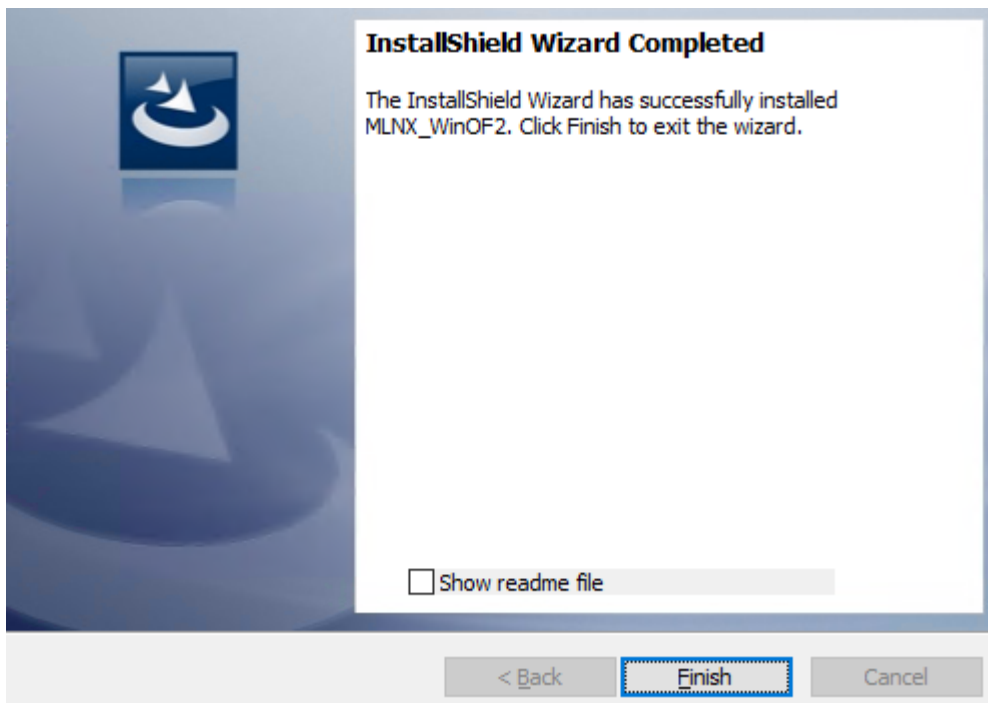 InstallShield Wizard Completed
The InstallShield Wizard has successfully installed
MLNX_WinOF2. Click Finish to exit the wizard.
Show readme file
< Back
Finish
Cancel